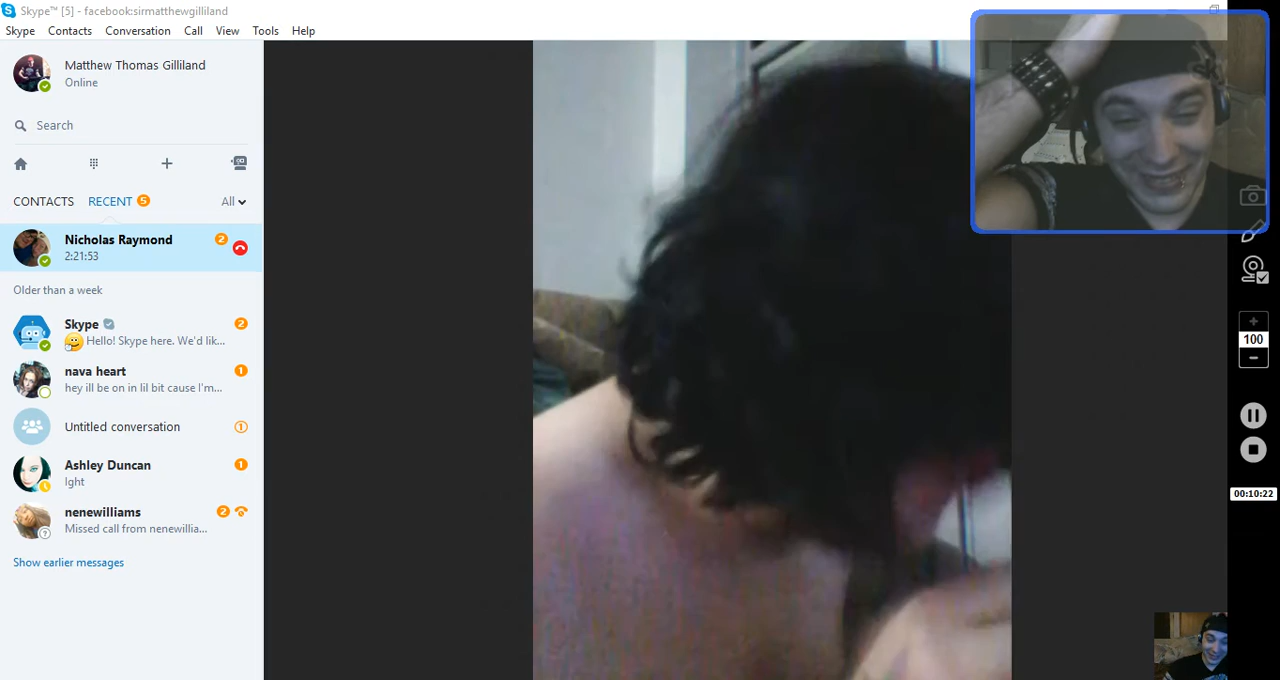 Skype™ [5] - facebook:sirmatthewgilliland
Skype Contacts Conversation Call View Tools Help
Matthew Thomas Gilliland
Online
Search
CONTACTS RECENT 5 All
Nicholas Raymond 2
2:21:53
Older than a week
Skype 2
Hello! Skype here. We'd lik...
nava heart 1
hey ill be on in lil bit cause I'm...
Untitled conversation 1
Ashley Duncan 1
lght
nenewilliams 2
Missed call from nenewillia...
Show earlier messages
100
00:10:22